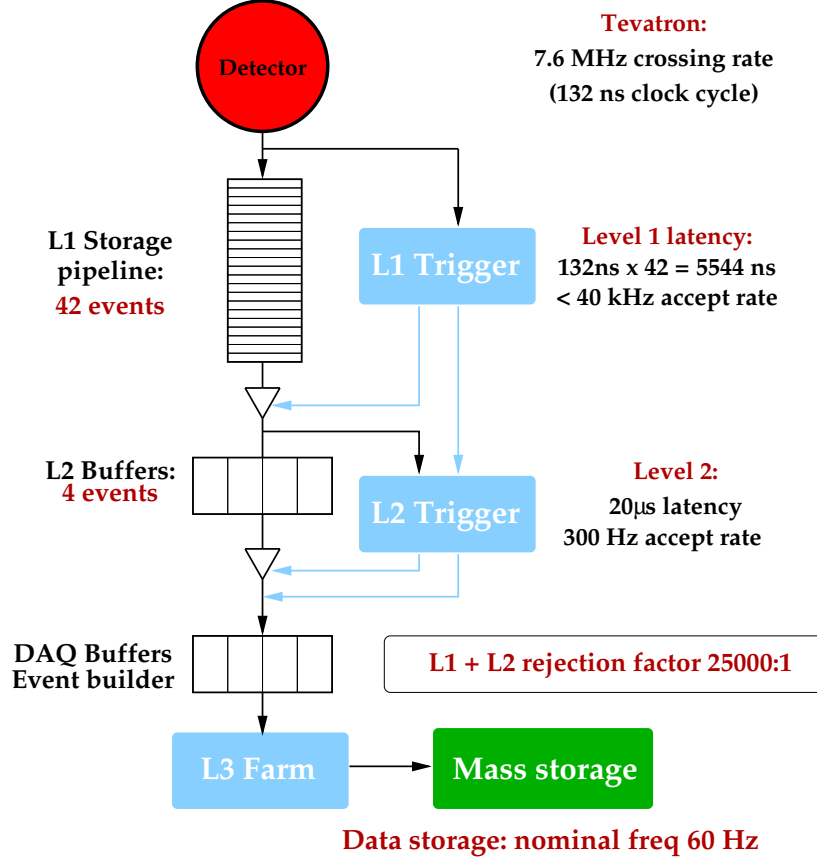 Tevatron:
7.6 MHz crossing rate
(132 ns clock cycle)
Detector
L1 Storage
pipeline:
42 events
L1 Trigger
Level 1 latency:
132ns x 42 = 5544 ns
< 40 kHz accept rate
L2 Buffers:
4 events
L2 Trigger
Level 2:
20μs latency
300 Hz accept rate
DAQ Buffers
Event builder
L1 + L2 rejection factor 25000:1
L3 Farm
Mass storage
Data storage: nominal freq 60 Hz